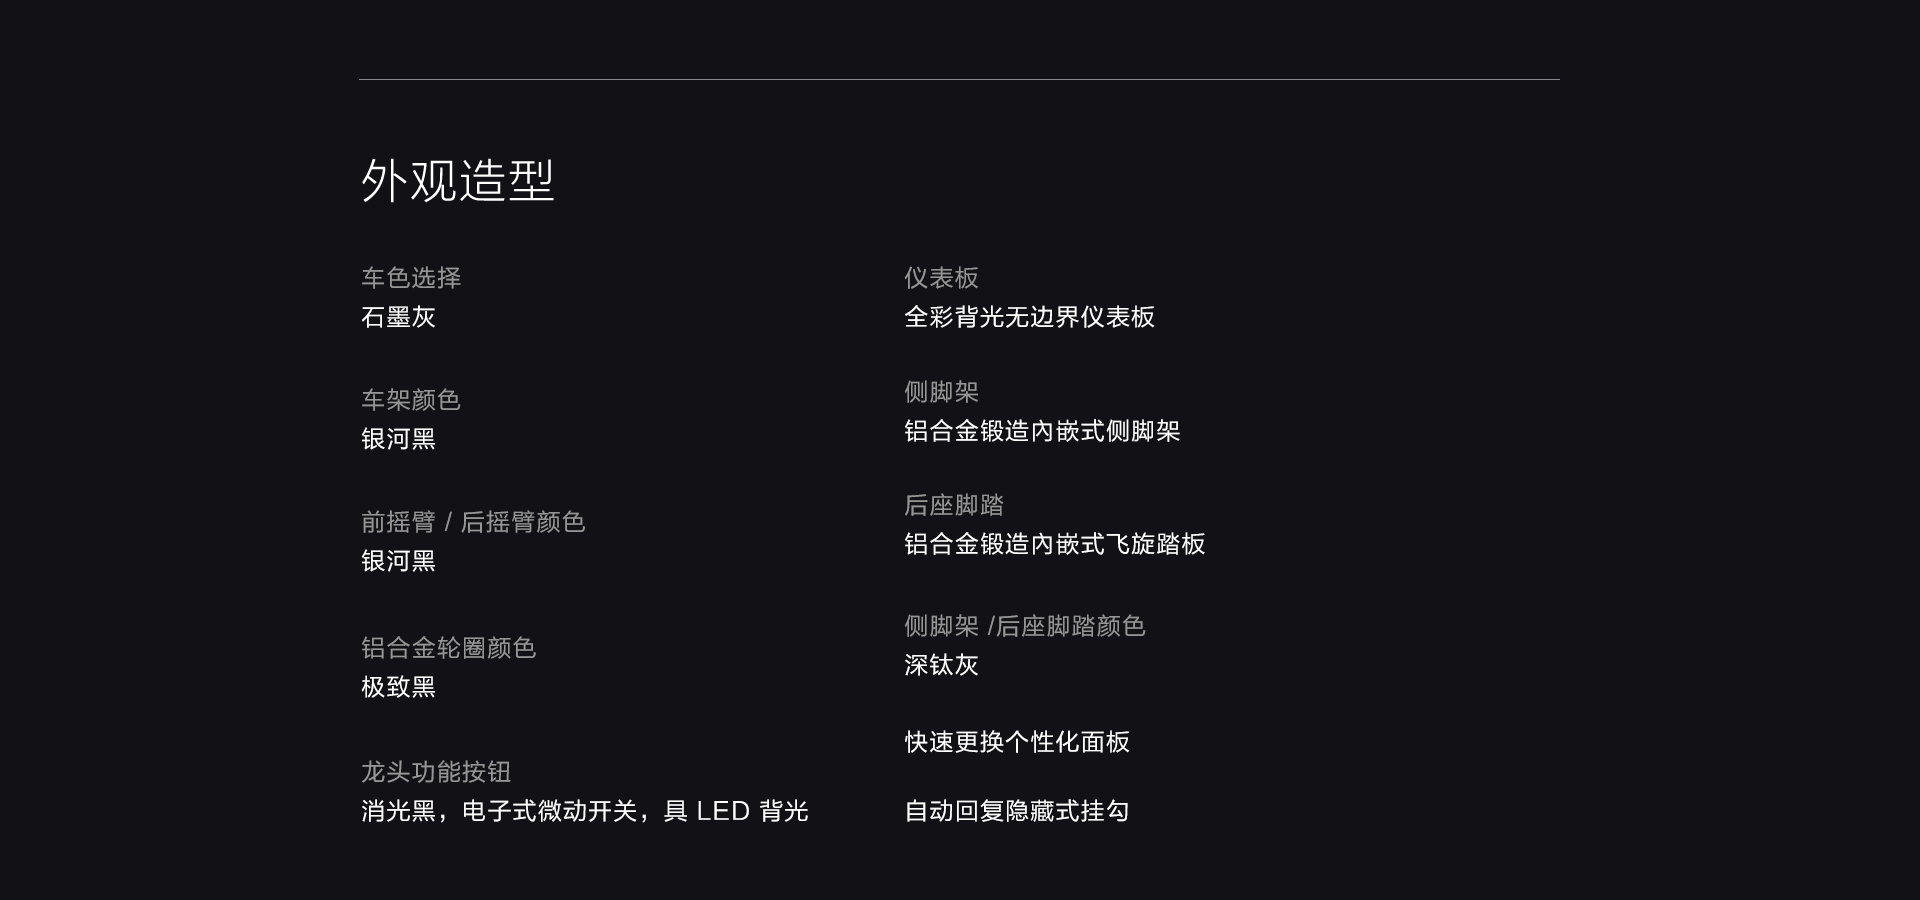 外观造型
车色选择
石墨灰
车架颜色
银河黑
前摇臂 / 后摇臂颜色
银河黑
铝合金轮圈颜色
极致黑
龙头功能按钮
消光黑，电子式微动开关，具 LED 背光
仪表板
全彩背光无边界仪表板
侧脚架
铝合金锻造內嵌式侧脚架
后座脚踏
铝合金锻造內嵌式飞旋踏板
侧脚架 /后座脚踏颜色
深钛灰
快速更换个性化面板
自动回复隐藏式挂勾